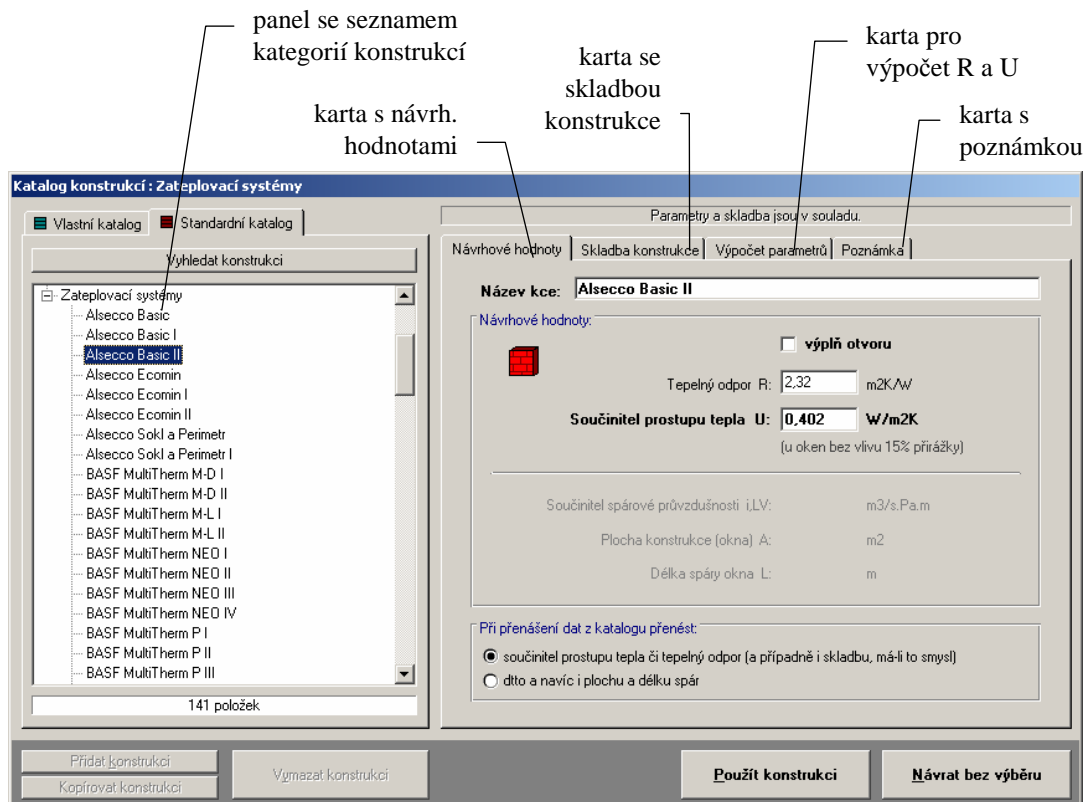 panel se seznamem
kategorií konstrukcí
karta s návrh.
hodnotami
karta se
skladbou
konstrukce
karta pro
výpočet R a U
karta s
poznámkou
Katalog konstrukcí : Zateplovací systémy
Vlastní katalog
Standardní katalog
Vyhledat konstrukci
Zateplovací systémy
Alsecco Basic
Alsecco Basic I
Alsecco Basic II
Alsecco Ecomin
Alsecco Ecomin I
Alsecco Ecomin II
Alsecco Sokl a Perimetr
Alsecco Sokl a Perimetr I
BASF MultiTherm M-D I
BASF MultiTherm M-D II
BASF MultiTherm M-L I
BASF MultiTherm M-L II
BASF MultiTherm NEO I
BASF MultiTherm NEO II
BASF MultiTherm NEO III
BASF MultiTherm NEO IV
BASF MultiTherm P I
BASF MultiTherm P II
BASF MultiTherm P III
141 položek
Parametry a skladba jsou v souladu.
Návrhové hodnoty
Skladba konstrukce
Výpočet parametrů
Poznámka
Název kce: Alsecco Basic II
Návrhové hodnoty:
výplň otvoru
Tepelný odpor R: 2,32 m2K/W
Součinitel prostupu tepla U: 0,402 W/m2K
(u oken bez vlivu 15% přirážky)
Součinitel spárové průvzdušnosti i,LV: m3/s.Pa.m
Plocha konstrukce (okna) A: m2
Délka spáry okna L: m
Při přenášení dat z katalogu přenést:
součinitel prostupu tepla či tepelný odpor (a případně i skladbu, má-li to smysl)
dtto a navíc i plochu a délku spár
Přidat konstrukci
Kopírovat konstrukci
Vymazat konstrukci
Použít konstrukci
Návrat bez výběru